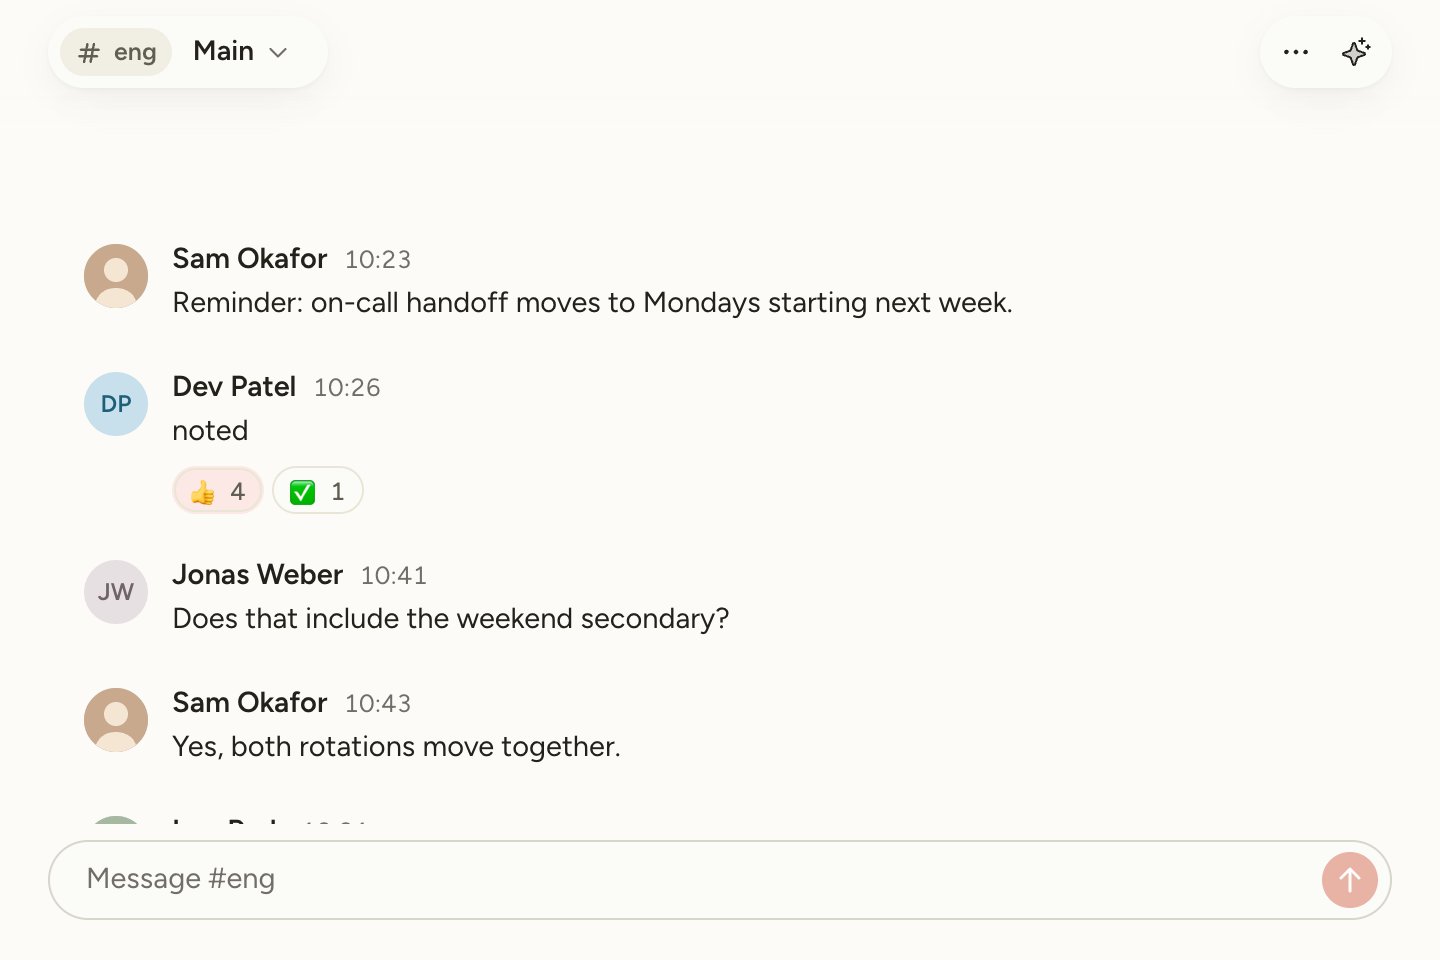 # eng Main
Sam Okafor 10:23
Reminder: on-call handoff moves to Mondays starting next week.
DP
Dev Patel 10:26
noted
👍 4 ✅ 1
JW
Jonas Weber 10:41
Does that include the weekend secondary?
Sam Okafor 10:43
Yes, both rotations move together.
Message #eng